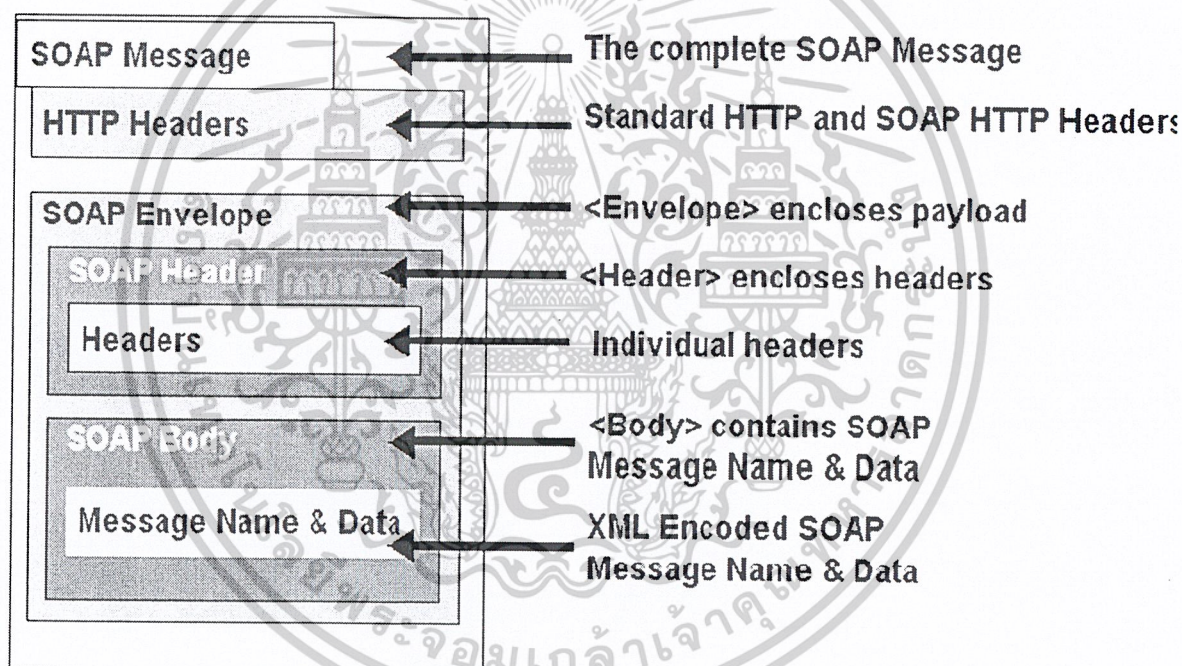 SOAP Message
The complete SOAP Message
HTTP Headers
Standard HTTP and SOAP HTTP Headers
SOAP Envelope
<Envelope> encloses payload
SOAP Header
<Header> encloses headers
Headers
Individual headers
SOAP Body
<Body> contains SOAP
Message Name & Data
Message Name & Data
XML Encoded SOAP
Message Name & Data